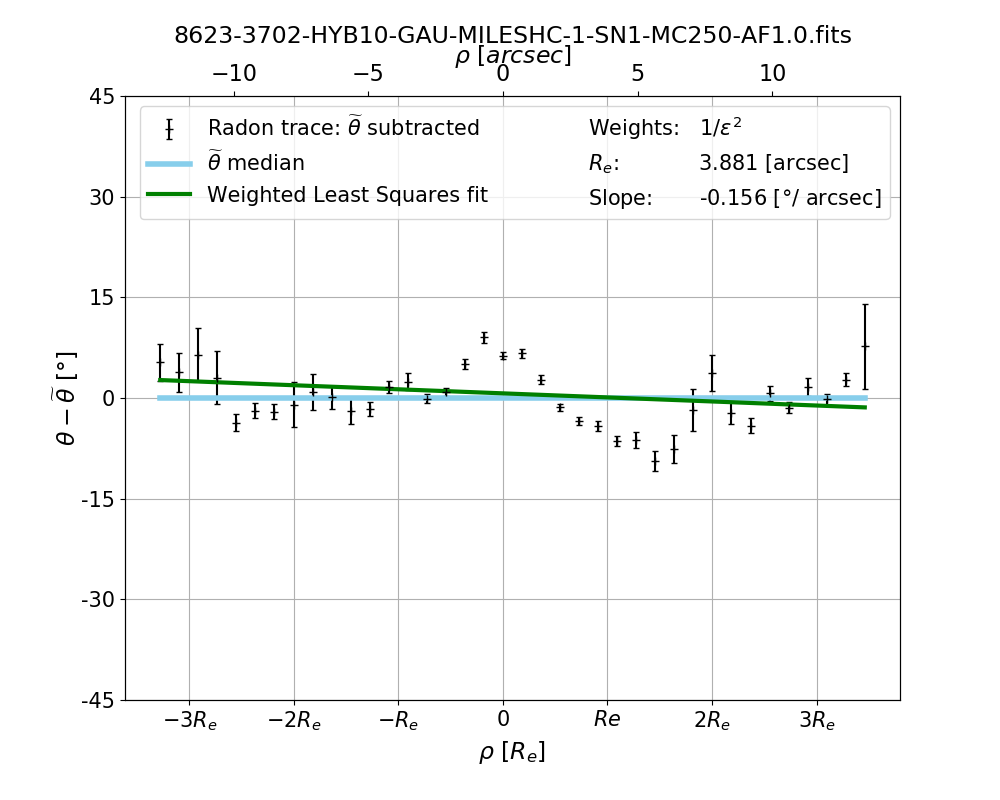 8623-3702-HYB10-GAU-MILESHC-1-SN1-MC250-AF1.0.fits
ρ [arcsec]
−10 −5 0 5 10
Radon trace: θ̃ subtracted
θ̃ median
Weighted Least Squares fit
Weights: 1/ε²
Rₑ: 3.881 [arcsec]
Slope: -0.156 [°/ arcsec]
45
30
15
0
-15
-30
-45
θ − θ̃ [°]
−3Rₑ −2Rₑ −Rₑ 0 Re 2Rₑ 3Rₑ
ρ [Rₑ]